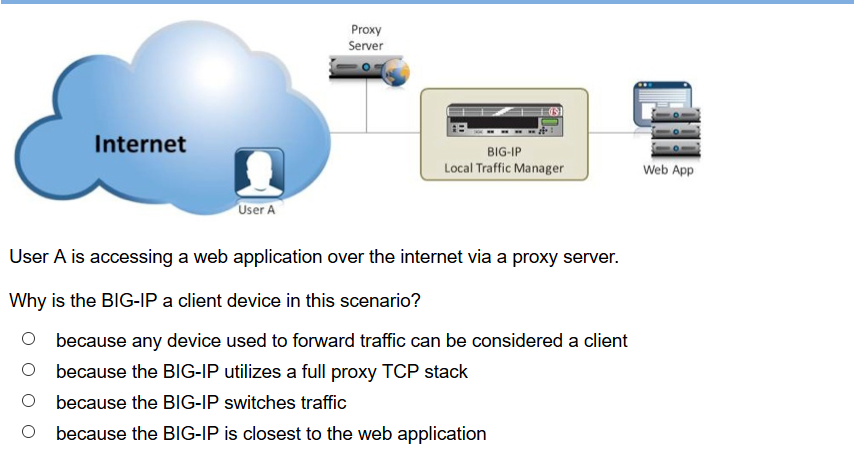 Proxy
Server
Internet
User A
BIG-IP
Local Traffic Manager
Web App
User A is accessing a web application over the internet via a proxy server.
Why is the BIG-IP a client device in this scenario?
because any device used to forward traffic can be considered a client
because the BIG-IP utilizes a full proxy TCP stack
because the BIG-IP switches traffic
because the BIG-IP is closest to the web application